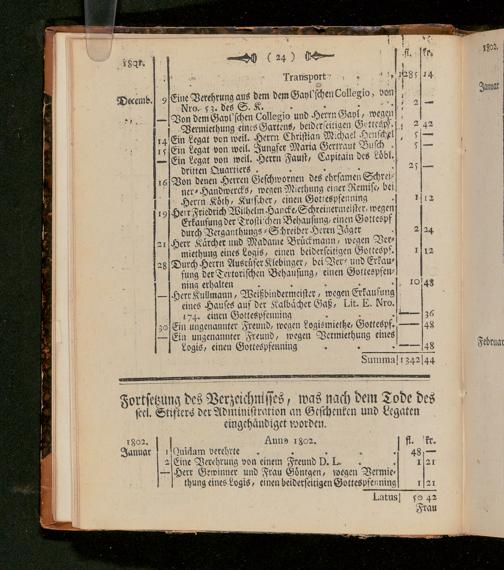 ( 24 )
1801. fl. kr.
Transport 1285 14
Decemb. 9 Eine Verehrung aus dem dem Gayl'schen Collegio, von
Nro. 53. des S. K. 2 —
— Von dem Gayl'schen Collegio und Herrn Gayl, wegen
Vermiethung eines Gartens, beiderseitigen Gottespf. 2 42
14 Ein Legat von weil. Herrn Christian Michael Henschel 5 —
15 Ein Legat von weil. Jungfer Maria Gertraut Busch 5 —
— Ein Legat von weil. Herrn Faust, Capitain des Löbl.
dritten Quartiers 25 —
16 Von denen Herren Geschwornen des ehrsamen Schrei-
ner-Handwercks, wegen Miethung einer Remise, bei
Herrn Köth, Kutscher, einen Gottespfenning 1 12
19 Herr Friedrich Wilhelm Hancke, Schreinermeister, wegen
Erkaufung der Behausung, einen Gottespf
durch Verganthungs-Schreiber Herrn Jäger 2 24
21 Herr Kärcher und Madame Brückmann, wegen Ver-
miethung eines Logis, einen beiderseitigen Gottespf. 1 12
28 Durch Herrn Ausrüfer Klebinger, bei Ver- und Erkau-
fung der Behausung, einen Gottespfen-
ning erhalten 10 48
— Herr Kullmann, Weißbindermeister, wegen Erkaufung
eines Hauses auf der Kalbächer Gaß, Lit. E. Nro.
174. einen Gottespfenning — 36
30 Ein ungenannter Freund, wegen Logismiethe, Gottespf. — 48
— Ein ungenannter Freund, wegen Vermiethung eines
Logis, einen Gottespfenning — 48
Summa 1342 44
Fortsetzung des Verzeichnisses, was nach dem Tode des
seel. Stifters der Administration an Geschenken und Legaten
eingehändiget worden.
1802. Anno 1802. fl. kr.
Januar 1 Quidam verehrte 48 —
2 Eine Verehrung von einem Freund D. L. 1 21
— Herr und Frau Göntgen, wegen Vermie-
thung eines Logis, einen beiderseitigen Gottespfenning 1 21
Latus 50 42
Frau
1802.
Januar
Februar